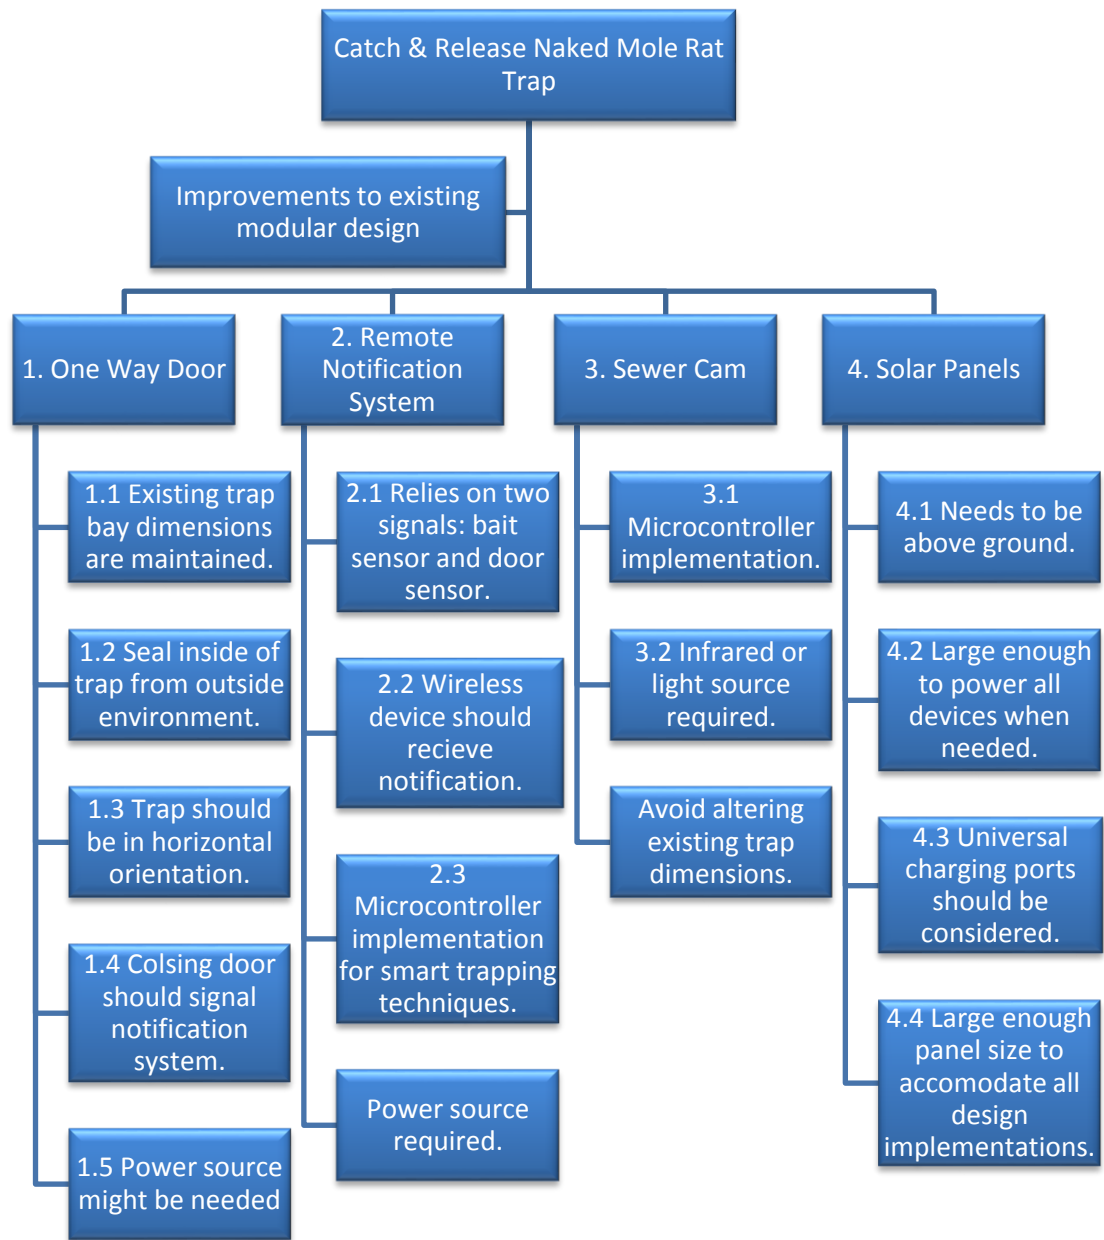 Catch & Release Naked Mole Rat
Trap
Improvements to existing
modular design
1. One Way Door
1.1 Existing trap
bay dimensions
are maintained.
1.2 Seal inside of
trap from outside
environment.
1.3 Trap should
be in horizontal
orientation.
1.4 Colsing door
should signal
notification
system.
1.5 Power source
might be needed
2. Remote
Notification
System
2.1 Relies on two
signals: bait
sensor and door
sensor.
2.2 Wireless
device should
recieve
notification.
2.3
Microcontroller
implementation
for smart trapping
techniques.
Power source
required.
3. Sewer Cam
3.1
Microcontroller
implementation.
3.2 Infrared or
light source
required.
Avoid altering
existing trap
dimensions.
4. Solar Panels
4.1 Needs to be
above ground.
4.2 Large enough
to power all
devices when
needed.
4.3 Universal
charging ports
should be
considered.
4.4 Large enough
panel size to
accomodate all
design
implementations.